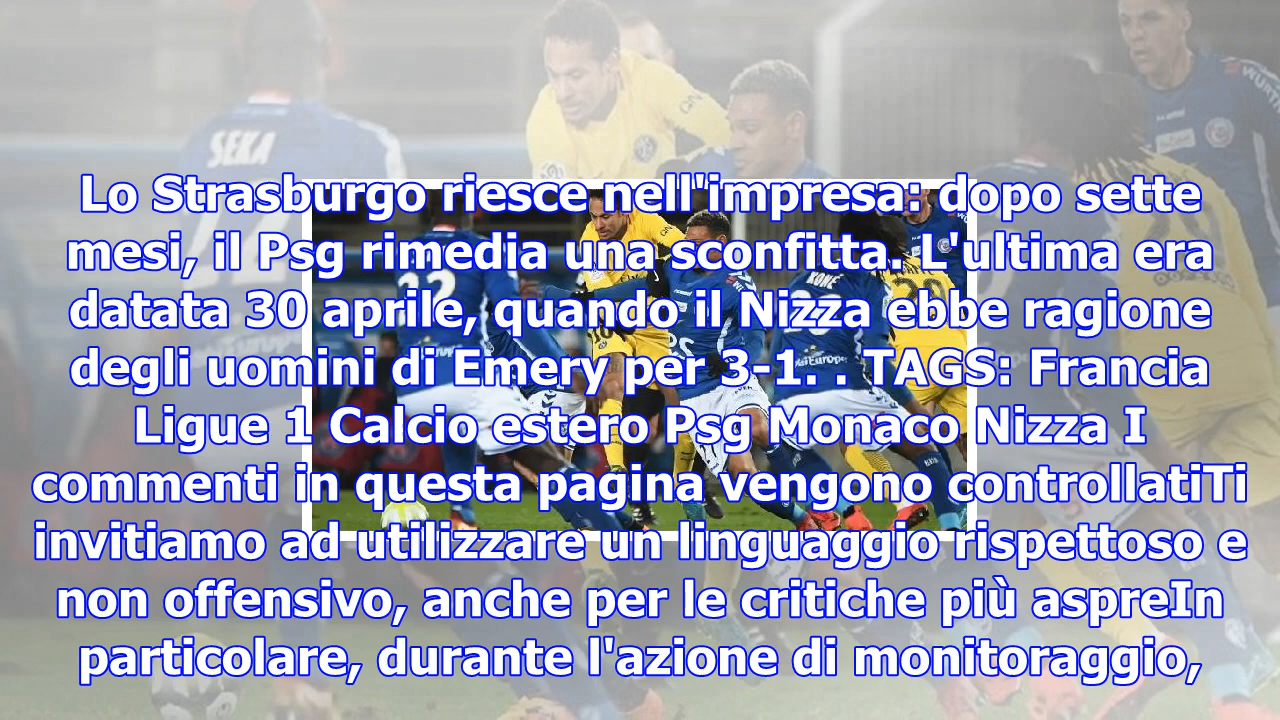 SEKA
Lo Strasburgo riesce nell'impresa: dopo sette
mesi, il Psg rimedia una sconfitta. L'ultima era
datata 30 aprile, quando il Nizza ebbe ragione
degli uomini di Emery per 3-1. . TAGS: Francia
Ligue 1 Calcio estero Psg Monaco Nizza I
commenti in questa pagina vengono controllatiTi
invitiamo ad utilizzare un linguaggio rispettoso e
non offensivo, anche per le critiche più aspreIn
particolare, durante l'azione di monitoraggio,
KONE